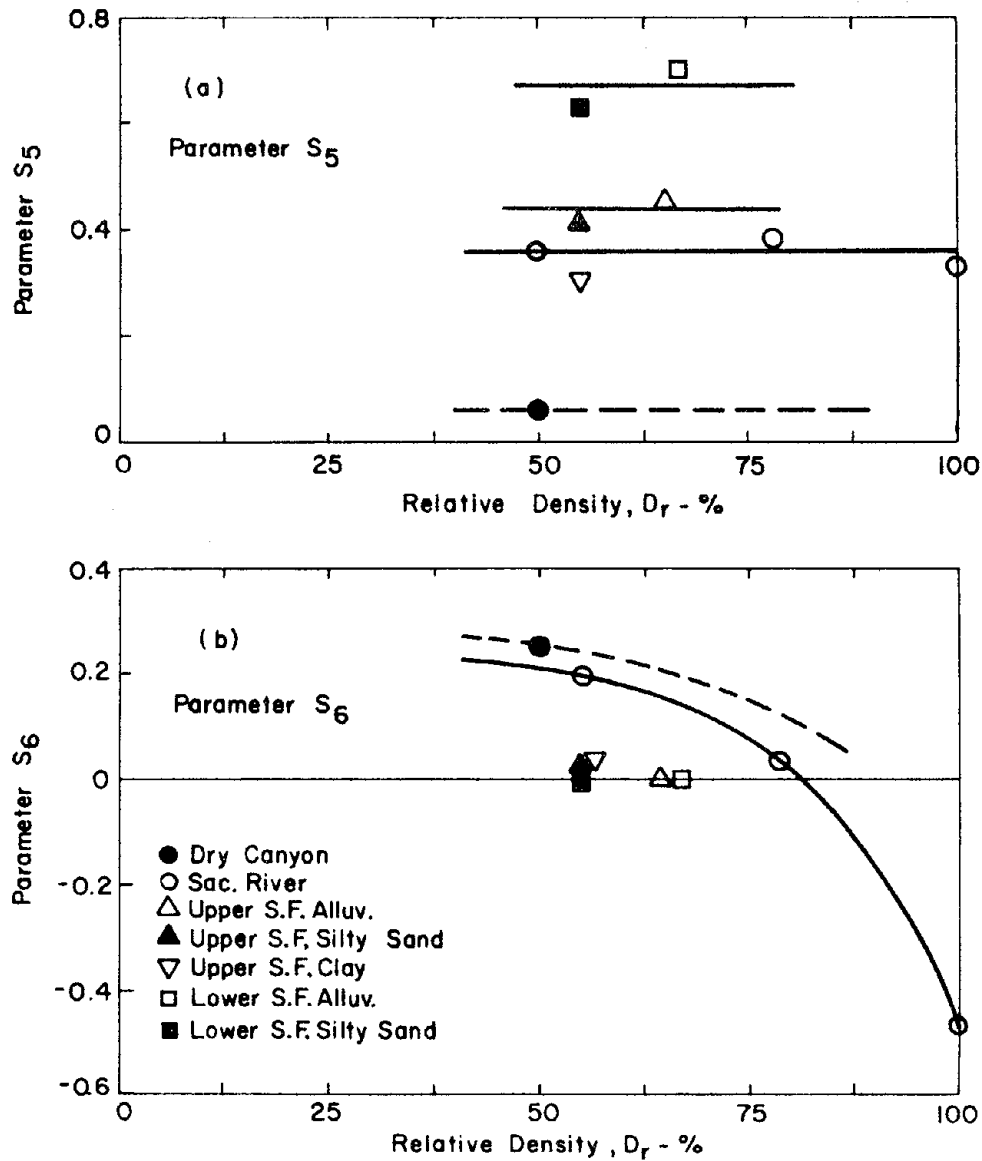 0.8
(a)
Parameter S5
Parameter S5
0.4
0
0 25 50 75 100
Relative Density, Dr - %
0.4
(b)
0.2
Parameter S6
Parameter S6
0
Dry Canyon
Sac. River
-0.2
Upper S.F. Alluv.
Upper S.F. Silty Sand
Upper S.F. Clay
-0.4
Lower S.F. Alluv.
Lower S.F. Silty Sand
-0.6
0 25 50 75 100
Relative Density, Dr - %